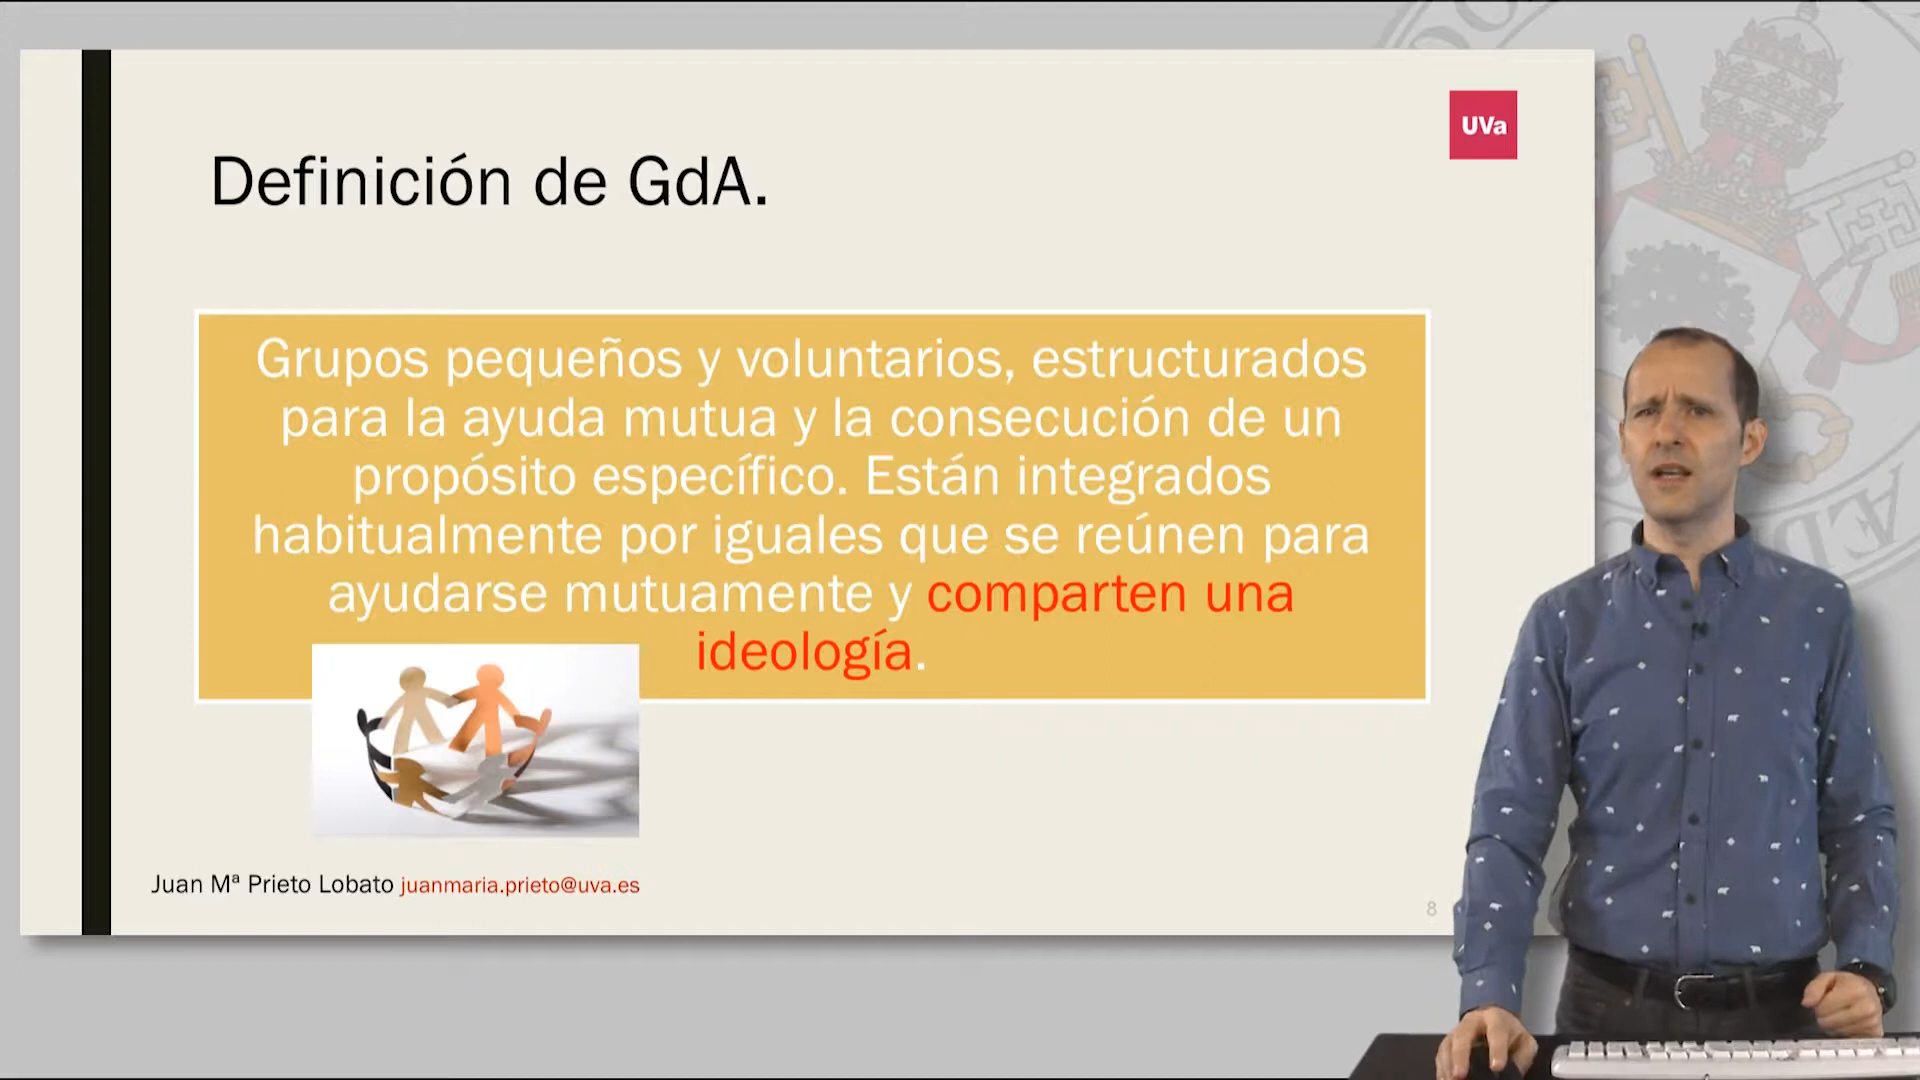 UVa
Definición de GdA.
Grupos pequeños y voluntarios, estructurados
para la ayuda mutua y la consecución de un
propósito específico. Están integrados
habitualmente por iguales que se reúnen para
ayudarse mutuamente y comparten una
ideología.
Juan Mª Prieto Lobato juanmaria.prieto@uva.es
8